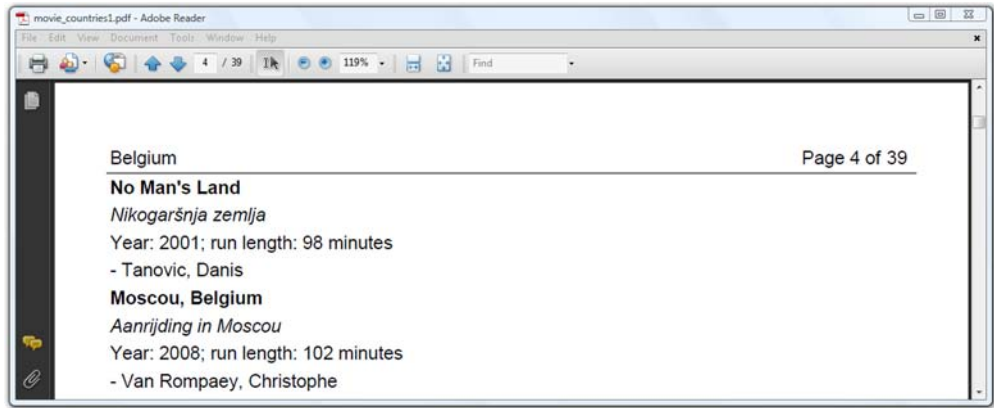 movie_countries1.pdf - Adobe Reader
File Edit View Document Tools Window Help
4 / 39 119% Find
Belgium Page 4 of 39
No Man's Land
Nikogaršnja zemlja
Year: 2001; run length: 98 minutes
- Tanovic, Danis
Moscou, Belgium
Aanrijding in Moscou
Year: 2008; run length: 102 minutes
- Van Rompaey, Christophe